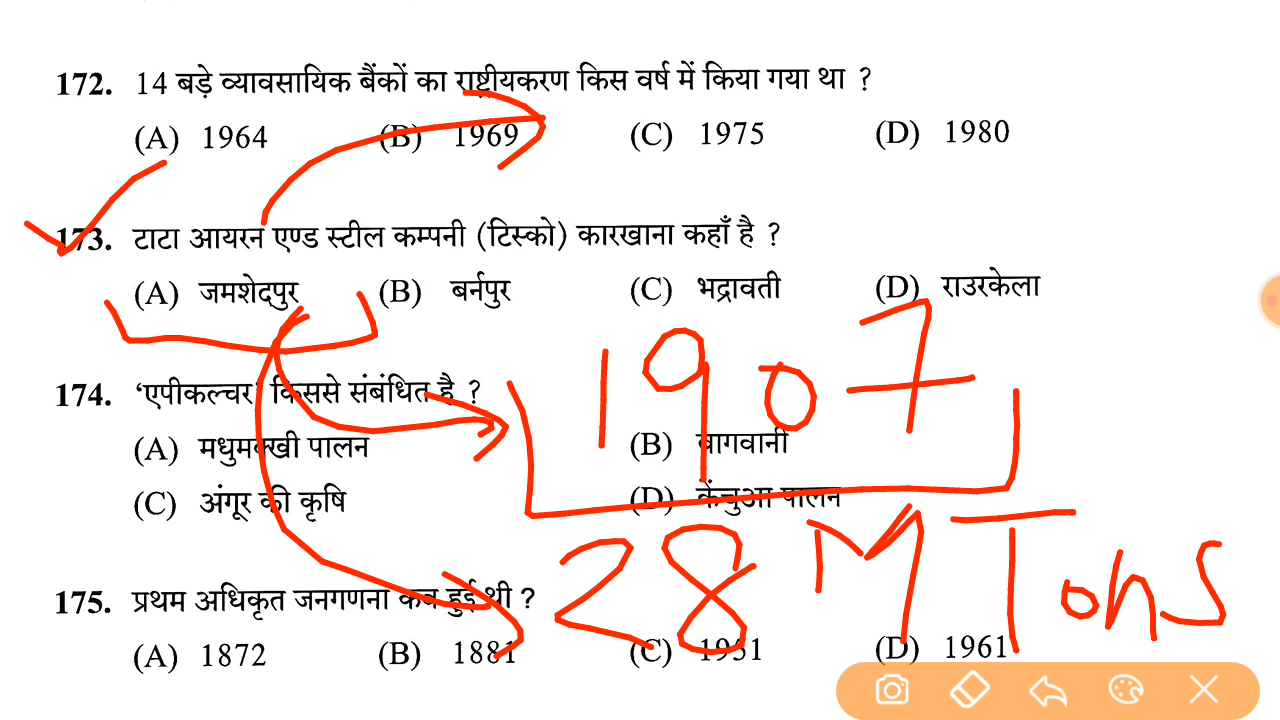 172. 14 बड़े व्यावसायिक बैंकों का राष्ट्रीयकरण किस वर्ष में किया गया था ?
(A) 1964 (B) 1969 (C) 1975 (D) 1980
173. टाटा आयरन एण्ड स्टील कम्पनी (टिस्को) कारखाना कहाँ है ?
(A) जमशेदपुर (B) बर्नपुर (C) भद्रावती (D) राउरकेला
1907
174. ‘एपीकल्चर’ किससे संबंधित है ?
(A) मधुमक्खी पालन (B) बागवानी
(C) अंगूर की कृषि (D) केंचुआ पालन
28 M Tons
175. प्रथम अधिकृत जनगणना कब हुई थी ?
(A) 1872 (B) 1881 (C) 1951 (D) 1961